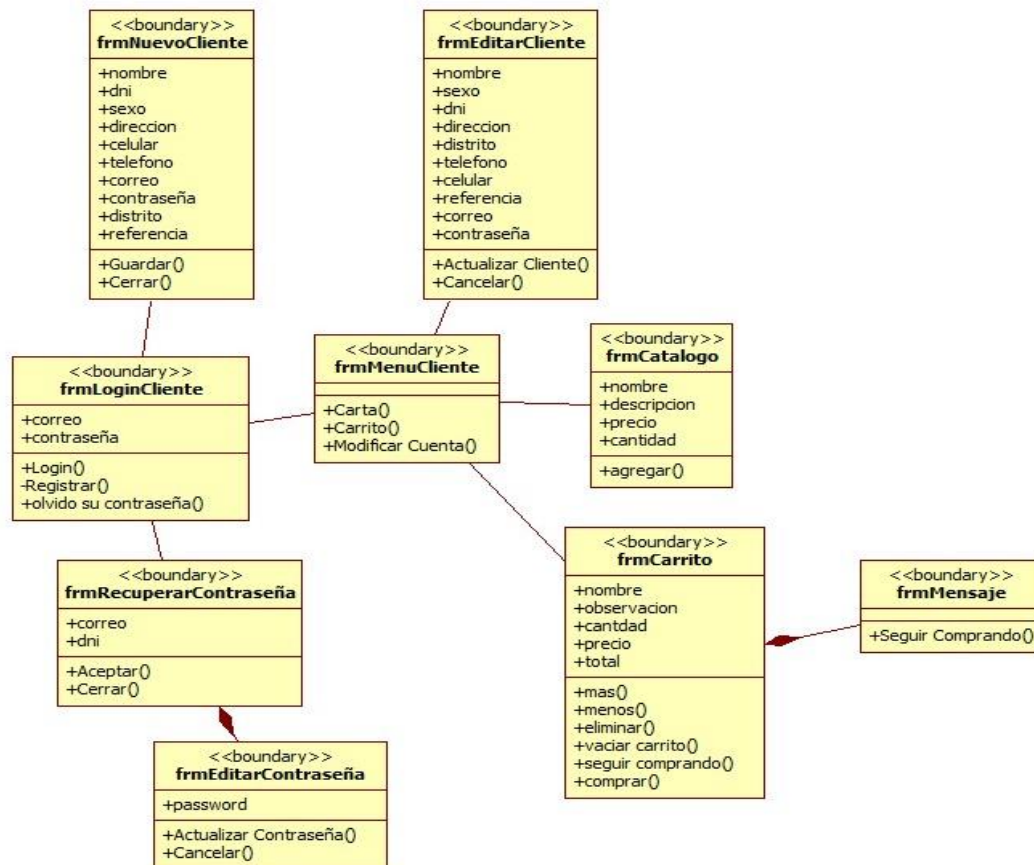 <<boundary>>
frmNuevoCliente
+nombre
+dni
+sexo
+direccion
+celular
+telefono
+correo
+contraseña
+distrito
+referencia
+Guardar()
+Cerrar()
<<boundary>>
frmEditarCliente
+nombre
+sexo
+dni
+direccion
+distrito
+telefono
+celular
+referencia
+correo
+contraseña
+Actualizar Cliente()
+Cancelar()
<<boundary>>
frmLoginCliente
+correo
+contraseña
+Login()
-Registrar()
+olvido su contraseña()
<<boundary>>
frmMenuCliente
+Carta()
+Carrito()
+Modificar Cuenta()
<<boundary>>
frmCatalogo
+nombre
+descripcion
+precio
+cantidad
+agregar()
<<boundary>>
frmRecuperarContraseña
+correo
+dni
+Aceptar()
+Cerrar()
<<boundary>>
frmCarrito
+nombre
+observacion
+cantdad
+precio
+total
+mas()
+menos()
+eliminar()
+vaciar carrito()
+seguir comprando()
+comprar()
<<boundary>>
frmMensaje
+Seguir Comprando()
<<boundary>>
frmEditarContraseña
+password
+Actualizar Contraseña()
+Cancelar()